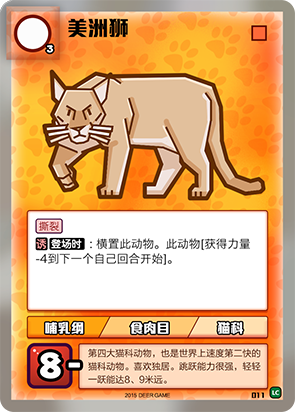 美洲狮
3
撕裂
诱 登场时：横置此动物。此动物[获得力量
-4到下一个自己回合开始]。
哺乳纲 食肉目 猫科
8-
第四大猫科动物，也是世界上速度第二快的
猫科动物。喜欢独居。跳跃能力很强，轻轻
一跃能达8、9米远。
2015 DEER GAME
011 LC